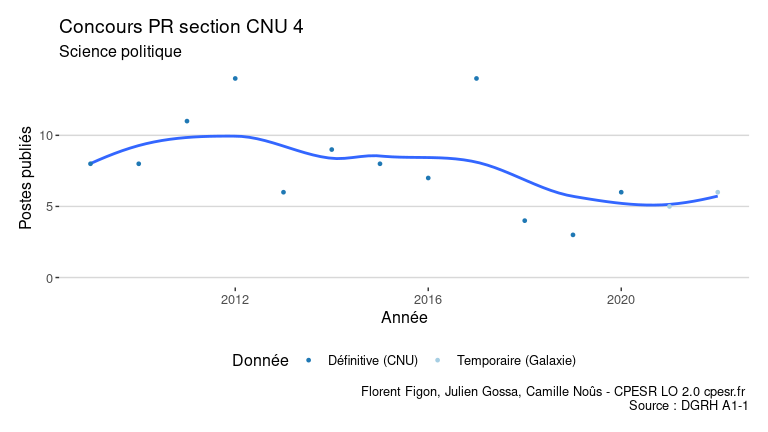 Concours PR section CNU 4
Science politique
Postes publiés
10
5
0
2012
2016
2020
Année
Donnée
Définitive (CNU)
Temporaire (Galaxie)
Florent Figon, Julien Gossa, Camille Noûs - CPESR LO 2.0 cpesr.fr
Source : DGRH A1-1